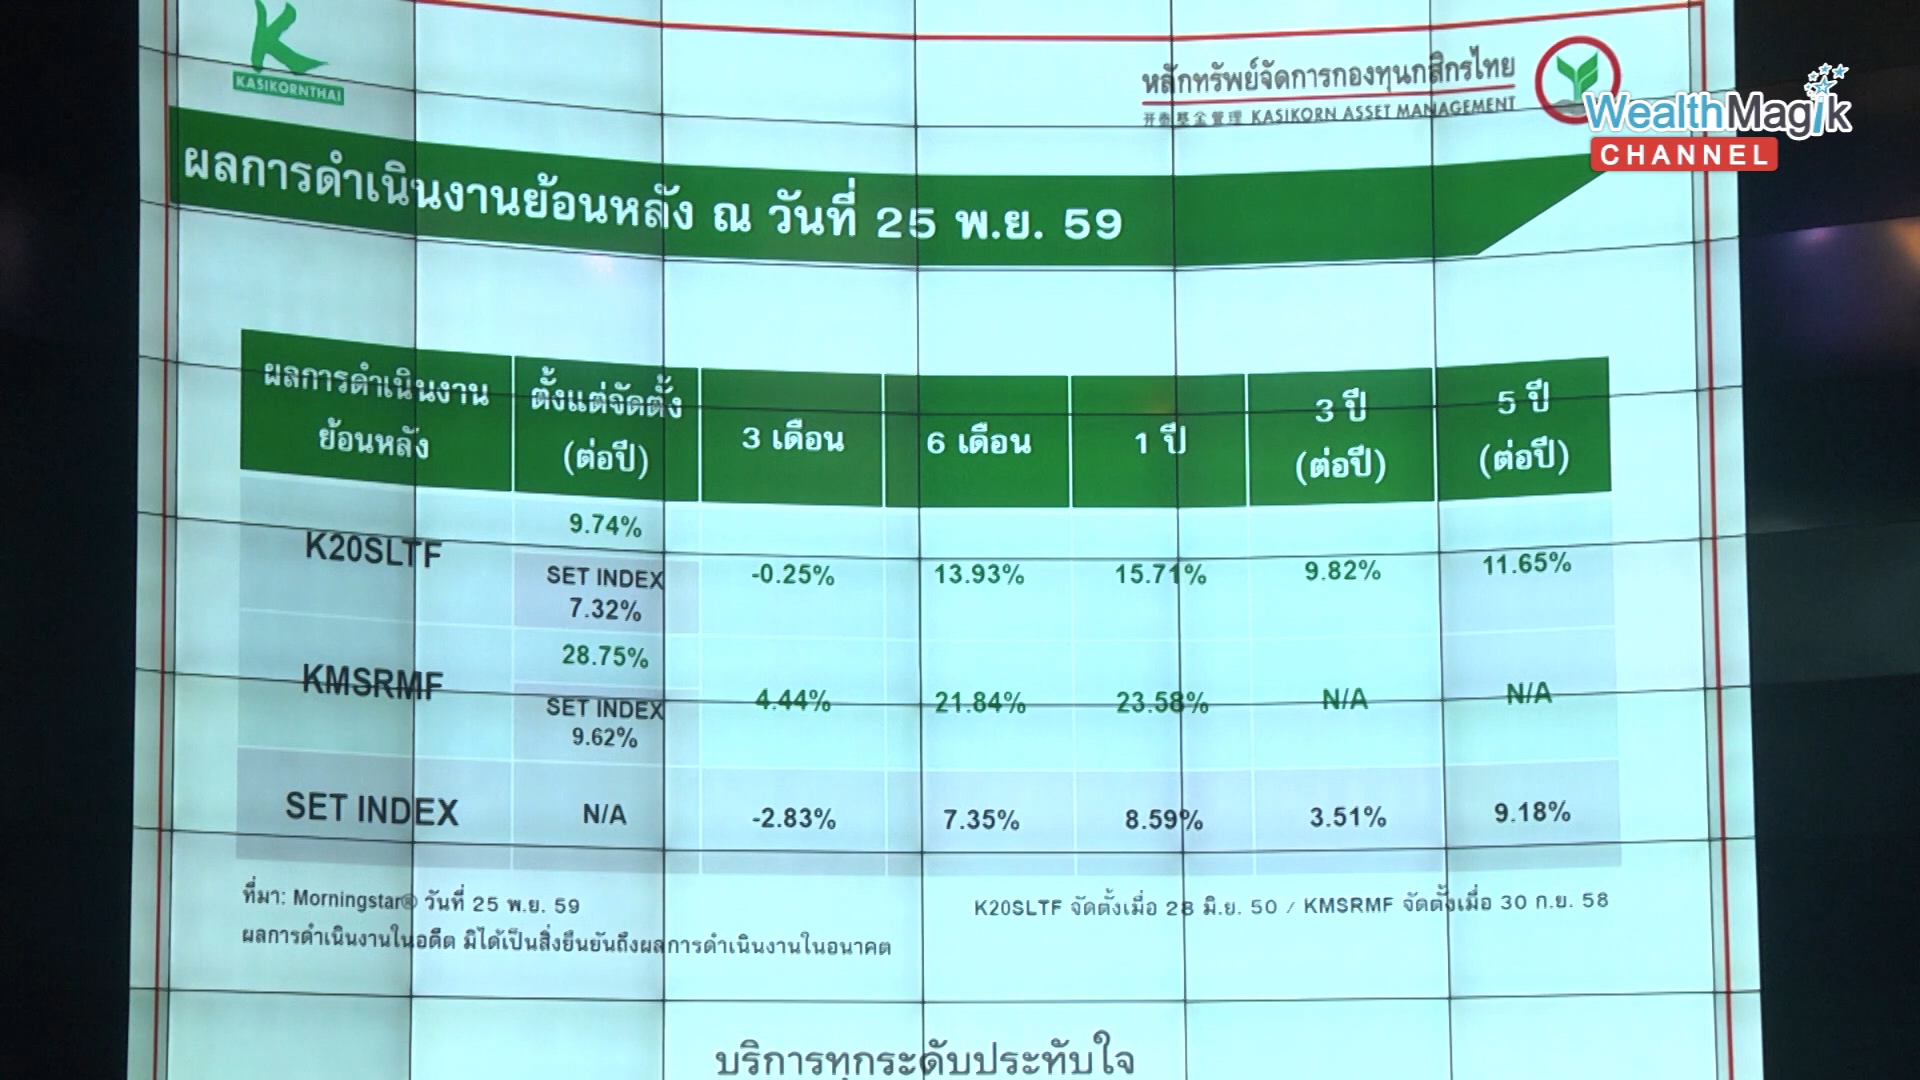 K
KASIKORNTHAI
หลักทรัพย์จัดการกองทุนกสิกรไทย
开泰基金管理 KASIKORN ASSET MANAGEMENT
WealthMagik
CHANNEL
ผลการดำเนินงานย้อนหลัง ณ วันที่ 25 พ.ย. 59
ผลการดำเนินงาน
ย้อนหลัง
ตั้งแต่จัดตั้ง
(ต่อปี)
3 เดือน
6 เดือน
1 ปี
3 ปี
(ต่อปี)
5 ปี
(ต่อปี)
K20SLTF
9.74%
SET INDEX
7.32%
-0.25%
13.93%
15.71%
9.82%
11.65%
KMSRMF
28.75%
SET INDEX
9.62%
4.44%
21.84%
23.58%
N/A
N/A
SET INDEX
N/A
-2.83%
7.35%
8.59%
3.51%
9.18%
ที่มา: Morningstar® วันที่ 25 พ.ย. 59
K20SLTF จัดตั้งเมื่อ 28 มิ.ย. 50 / KMSRMF จัดตั้งเมื่อ 30 ก.ย. 58
ผลการดำเนินงานในอดีต มิได้เป็นสิ่งยืนยันถึงผลการดำเนินงานในอนาคต
บริการทุกระดับประทับใจ